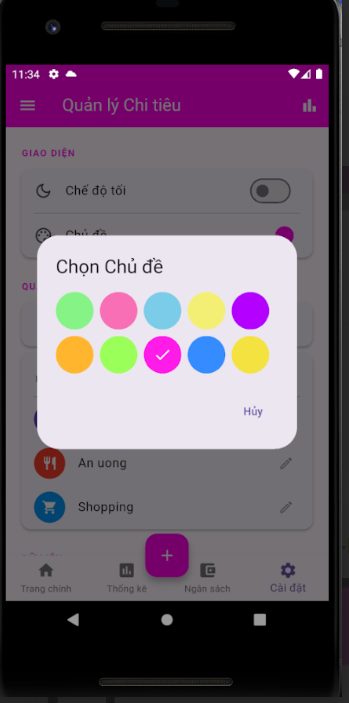 11:34
Quản lý Chi tiêu
GIAO DIỆN
Chế độ tối
Chủ đề
QU
Chọn Chủ đề
Hủy
An uong
Shopping
Trang chính
Thống kê
Ngân sách
Cài đặt